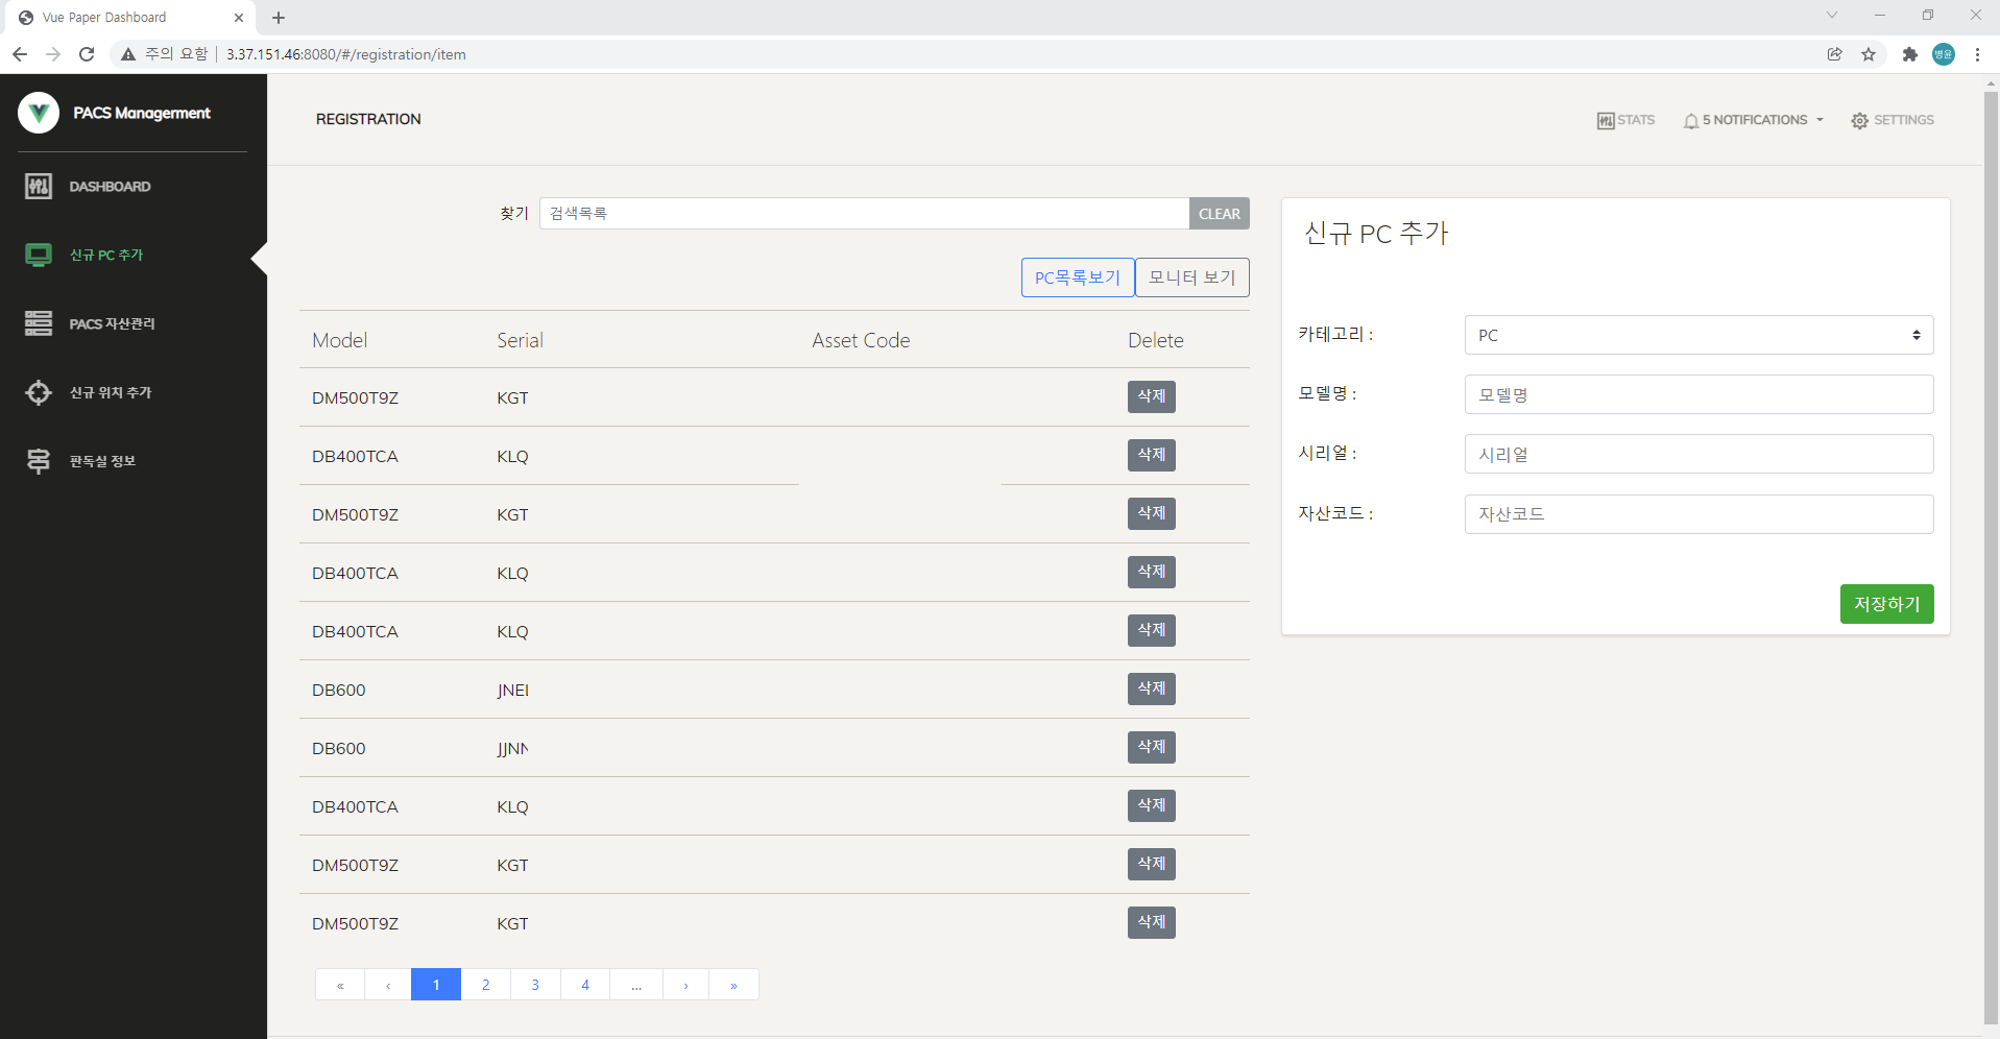 Vue Paper Dashboard
주의 요함 3.37.151.46:8080/#/registration/item
병윤
PACS Managerment
DASHBOARD
신규 PC 추가
PACS 자산관리
신규 위치 추가
판독실 정보
REGISTRATION
STATS 5 NOTIFICATIONS SETTINGS
찾기 검색목록 CLEAR
PC목록보기 모니터 보기
Model Serial Asset Code Delete
DM500T9Z KGT 삭제
DB400TCA KLQ 삭제
DM500T9Z KGT 삭제
DB400TCA KLQ 삭제
DB400TCA KLQ 삭제
DB600 JNEI 삭제
DB600 JJNN 삭제
DB400TCA KLQ 삭제
DM500T9Z KGT 삭제
DM500T9Z KGT 삭제
« ‹ 1 2 3 4 ... › »
신규 PC 추가
카테고리 : PC
모델명 : 모델명
시리얼 : 시리얼
자산코드 : 자산코드
저장하기